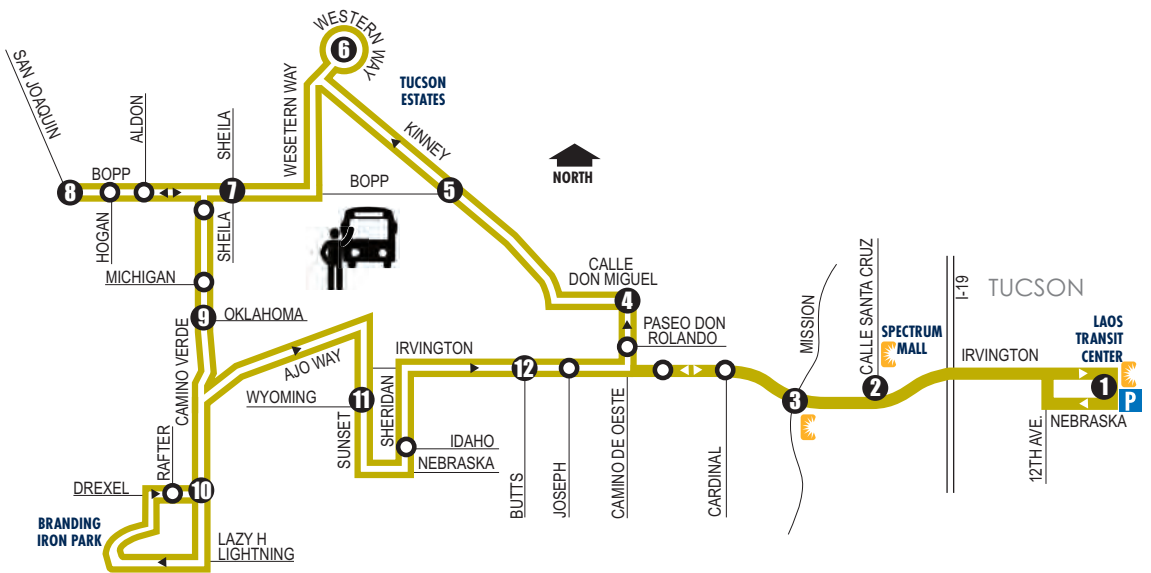 WESTERN WAY
6
TUCSON
ESTATES
SAN JOAQUIN
ALDON
SHEILA
WESETERN WAY
KINNEY
BOPP
8
7
BOPP
5
NORTH
HOGAN
SHEILA
MICHIGAN
9
OKLAHOMA
CALLE
DON MIGUEL
4
PASEO DON
ROLANDO
MISSION
CALLE SANTA CRUZ
I-19
TUCSON
SPECTRUM
MALL
LAOS
TRANSIT
CENTER
CAMINO VERDE
AJO WAY
IRVINGTON
12
2
IRVINGTON
1
P
3
NEBRASKA
12TH AVE.
WYOMING
11
SUNSET
SHERIDAN
IDAHO
NEBRASKA
BUTTS
JOSEPH
CAMINO DE OESTE
CARDINAL
RAFTER
DREXEL
10
BRANDING
IRON PARK
LAZY H
LIGHTNING